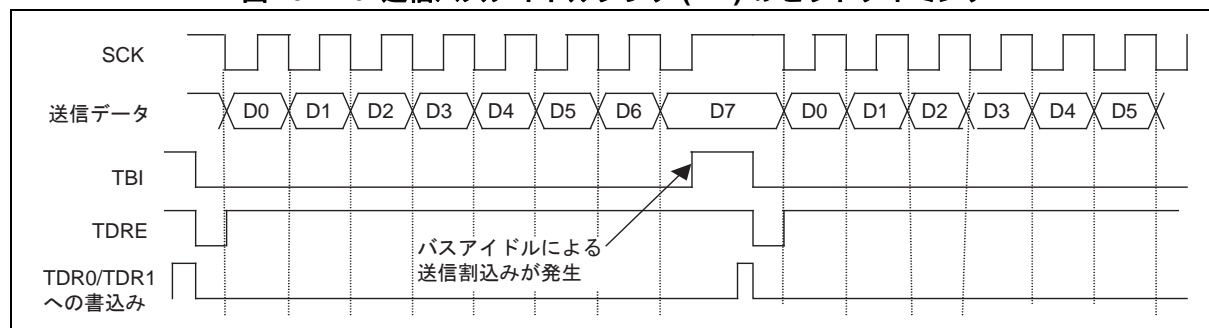 SCK
送信データ D0 D1 D2 D3 D4 D5 D6 D7 D0 D1 D2 D3 D4 D5
TBI
TDRE
バスアイドルによる
送信割込みが発生
TDR0/TDR1
への書込み